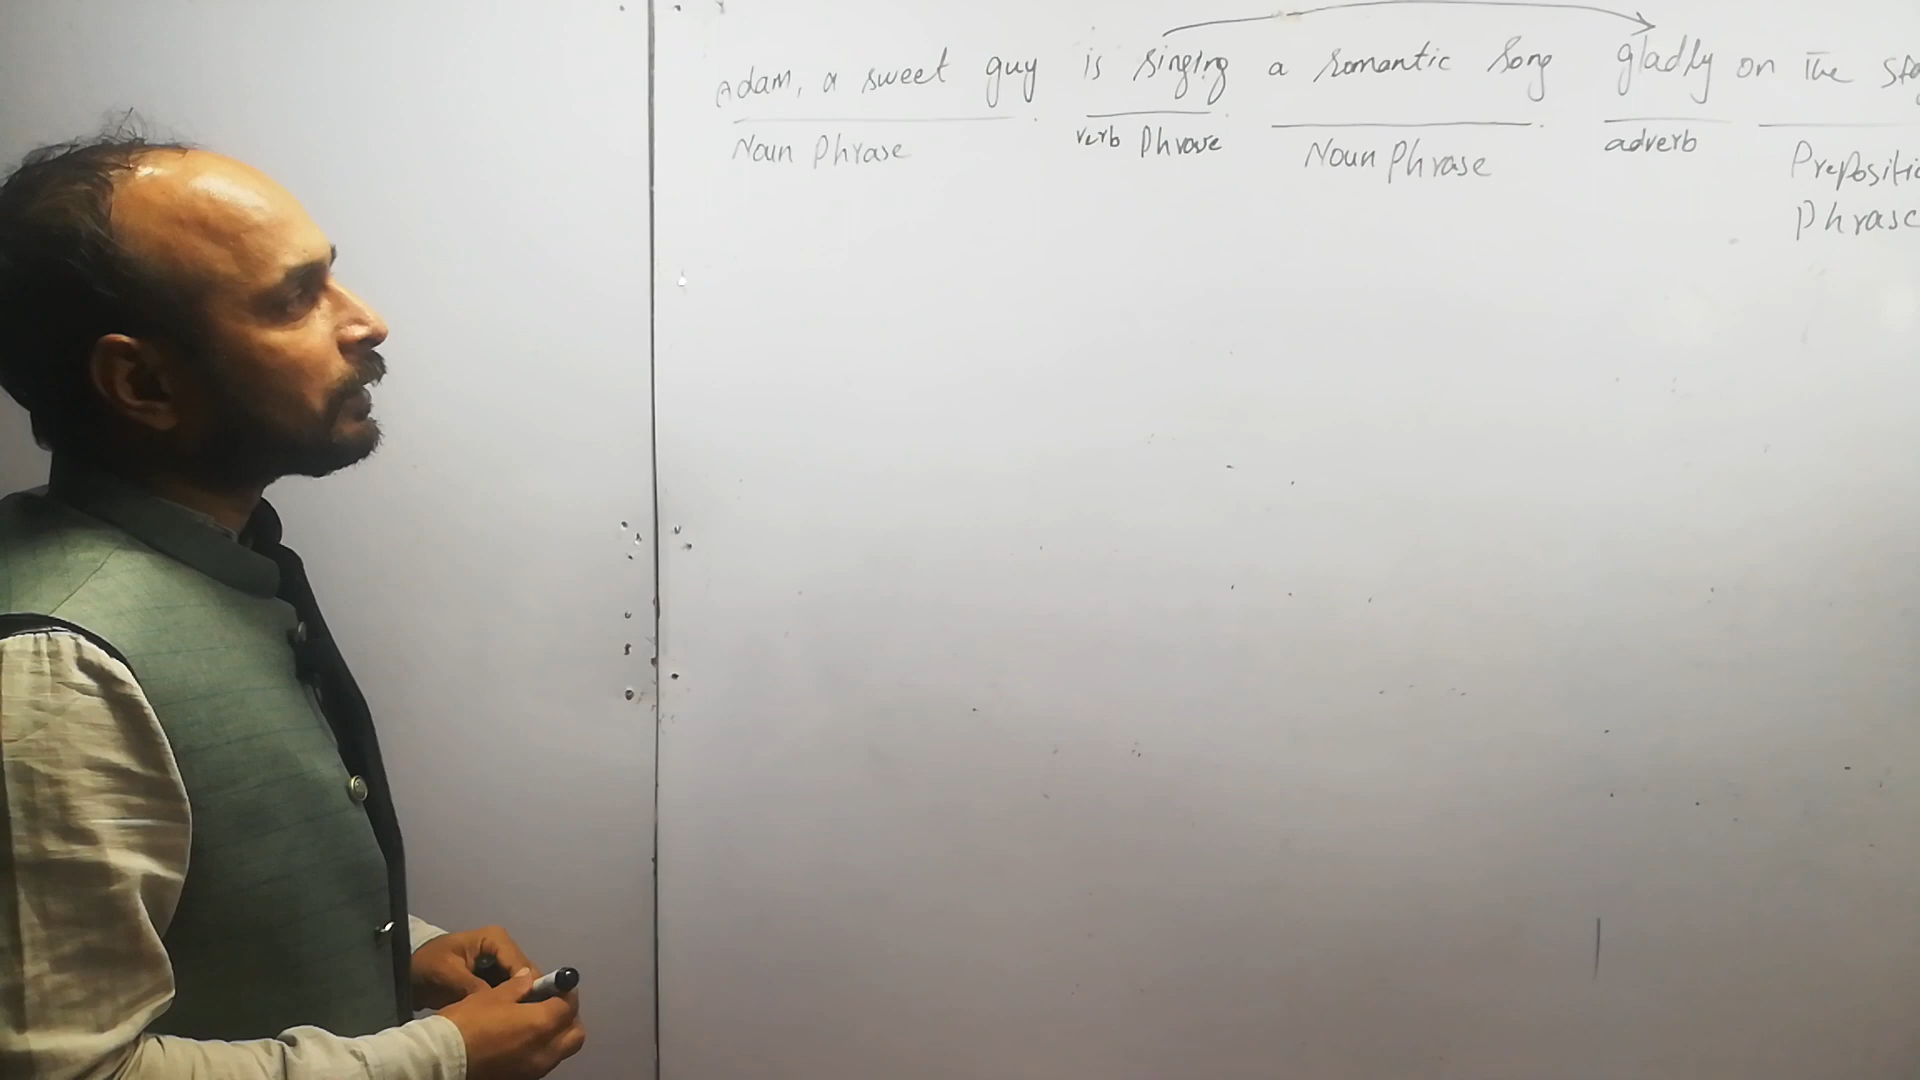 Adam, a sweet guy is singing a romantic song gladly on the
Noun Phrase verb Phrase Noun Phrase adverb
Phrase